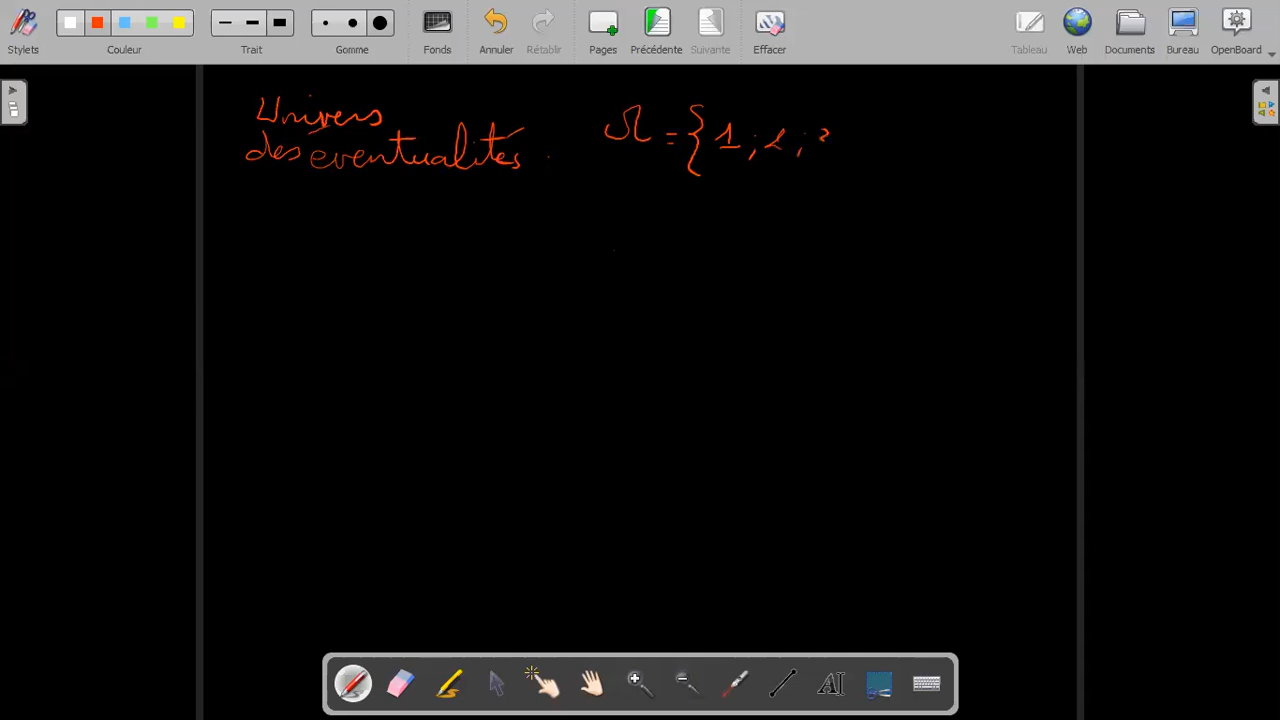 Stylets Couleur Trait Gomme Fonds Annuler Rétablir Pages Précédente Suivante Effacer Tableau Web Documents Bureau OpenBoard
Univers
des éventualités
Ω = { 1 ; 2 ;